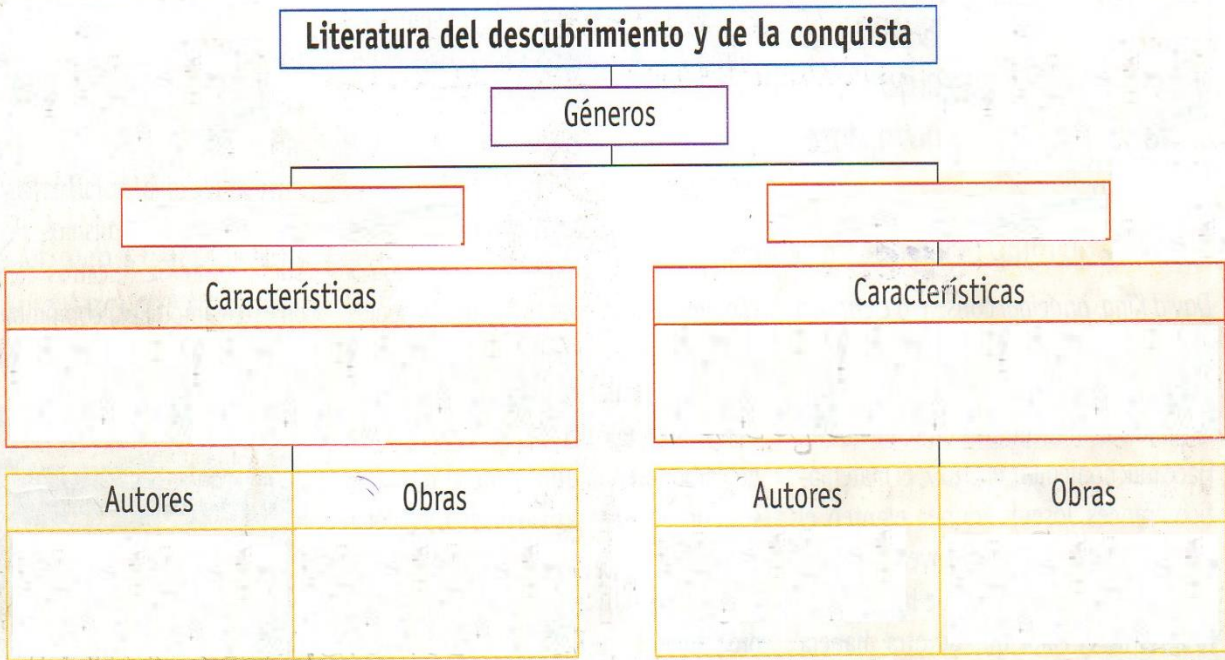 Literatura del descubrimiento y de la conquista
Géneros
Características
Características
Autores
Obras
Autores
Obras